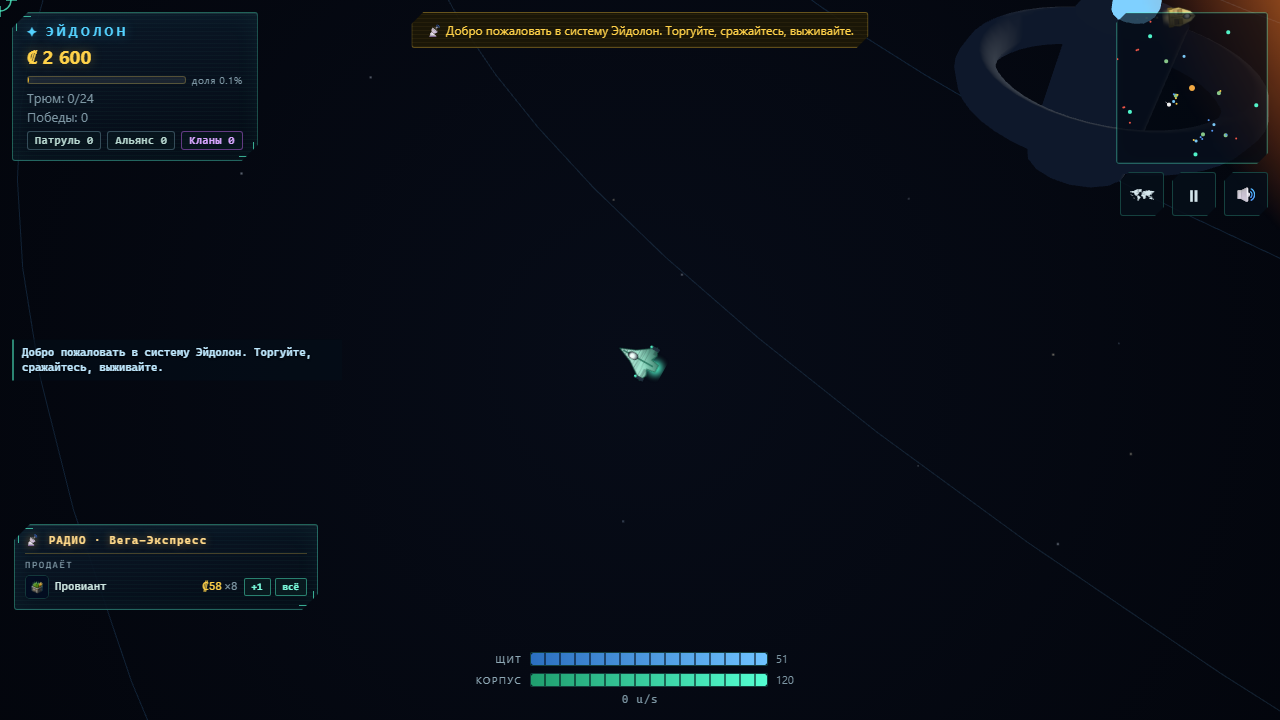 ЭЙДОЛОН
₡ 2 600
доля 0.1%
Трюм: 0/24
Победы: 0
Патруль 0 Альянс 0 Кланы 0
Добро пожаловать в систему Эйдолон. Торгуйте, сражайтесь, выживайте.
Добро пожаловать в систему Эйдолон. Торгуйте,
сражайтесь, выживайте.
РАДИО · Вега-Экспресс
ПРОДАЁТ
Провиант ₡58 ×8 +1 всё
ЩИТ 51
КОРПУС 120
0 u/s